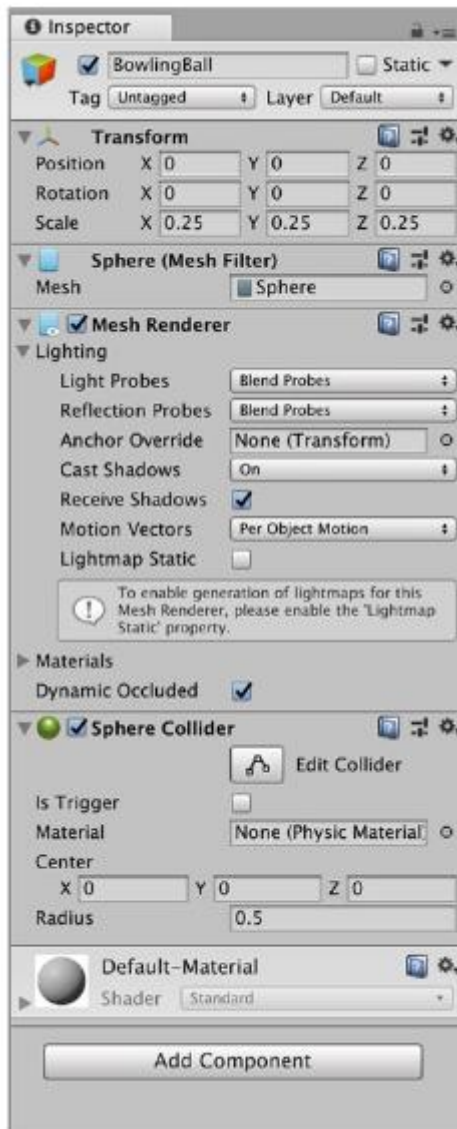 Inspector
BowlingBall Static
Tag Untagged Layer Default
Transform
Position X 0 Y 0 Z 0
Rotation X 0 Y 0 Z 0
Scale X 0.25 Y 0.25 Z 0.25
Sphere (Mesh Filter)
Mesh Sphere
Mesh Renderer
Lighting
Light Probes Blend Probes
Reflection Probes Blend Probes
Anchor Override None (Transform)
Cast Shadows On
Receive Shadows
Motion Vectors Per Object Motion
Lightmap Static
To enable generation of lightmaps for this
Mesh Renderer, please enable the 'Lightmap
Static' property.
Materials
Dynamic Occluded
Sphere Collider
Edit Collider
Is Trigger
Material None (Physic Material
Center
X 0 Y 0 Z 0
Radius 0.5
Default-Material
Shader Standard
Add Component